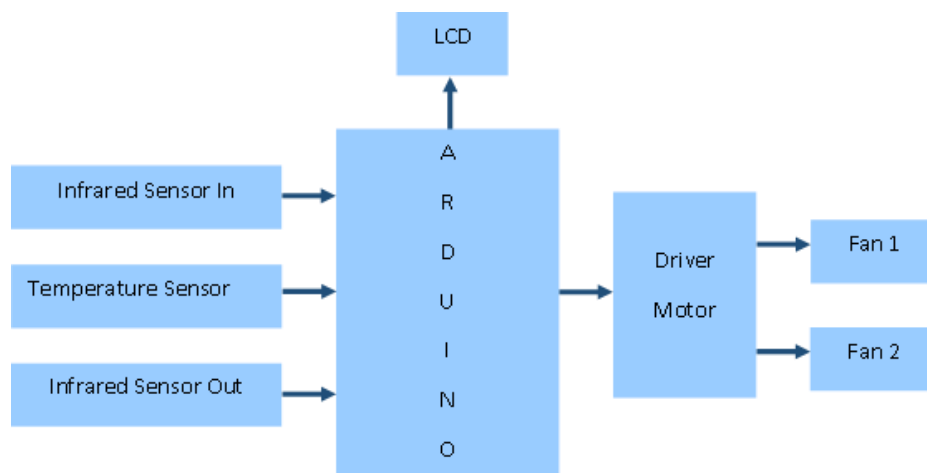 LCD
A
R
D
U
I
N
O
Infrared Sensor In
Temperature Sensor
Infrared Sensor Out
Driver
Motor
Fan 1
Fan 2